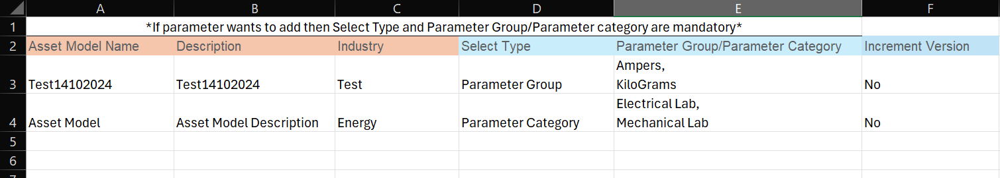 A B C D E F
1 *If parameter wants to add then Select Type and Parameter Group/Parameter category are mandatory*
2 Asset Model Name Description Industry Select Type Parameter Group/Parameter Category Increment Version
Ampers,
3 Test14102024 Test14102024 Test Parameter Group KiloGrams No
Electrical Lab,
4 Asset Model Asset Model Description Energy Parameter Category Mechanical Lab No
5
6
7